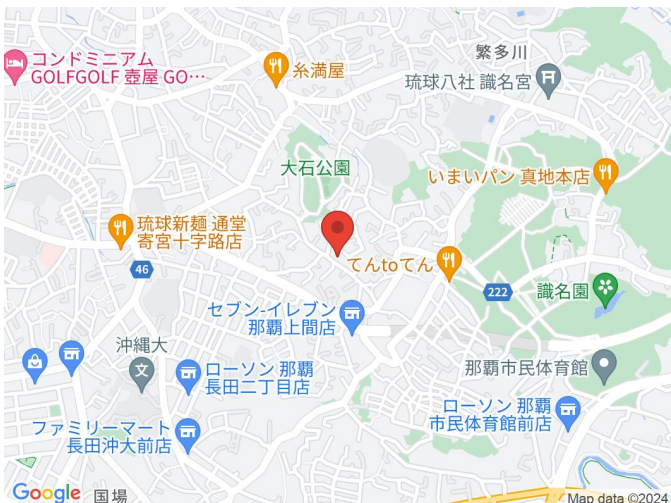 コンドミニアム
GOLFGOLF 壺屋 GO…
糸満屋
繁多川
琉球八社 識名宮
大石公園
いまいパン 真地本店
琉球新麺 通堂
寄宮十字路店
てんtoてん
46
222
識名園
セブン-イレブン
那覇上間店
沖縄大
ローソン 那覇
長田二丁目店
那覇市民体育館
ローソン 那覇
市民体育館前店
ファミリーマート
長田沖大前店
Google
国場
Map data ©2024